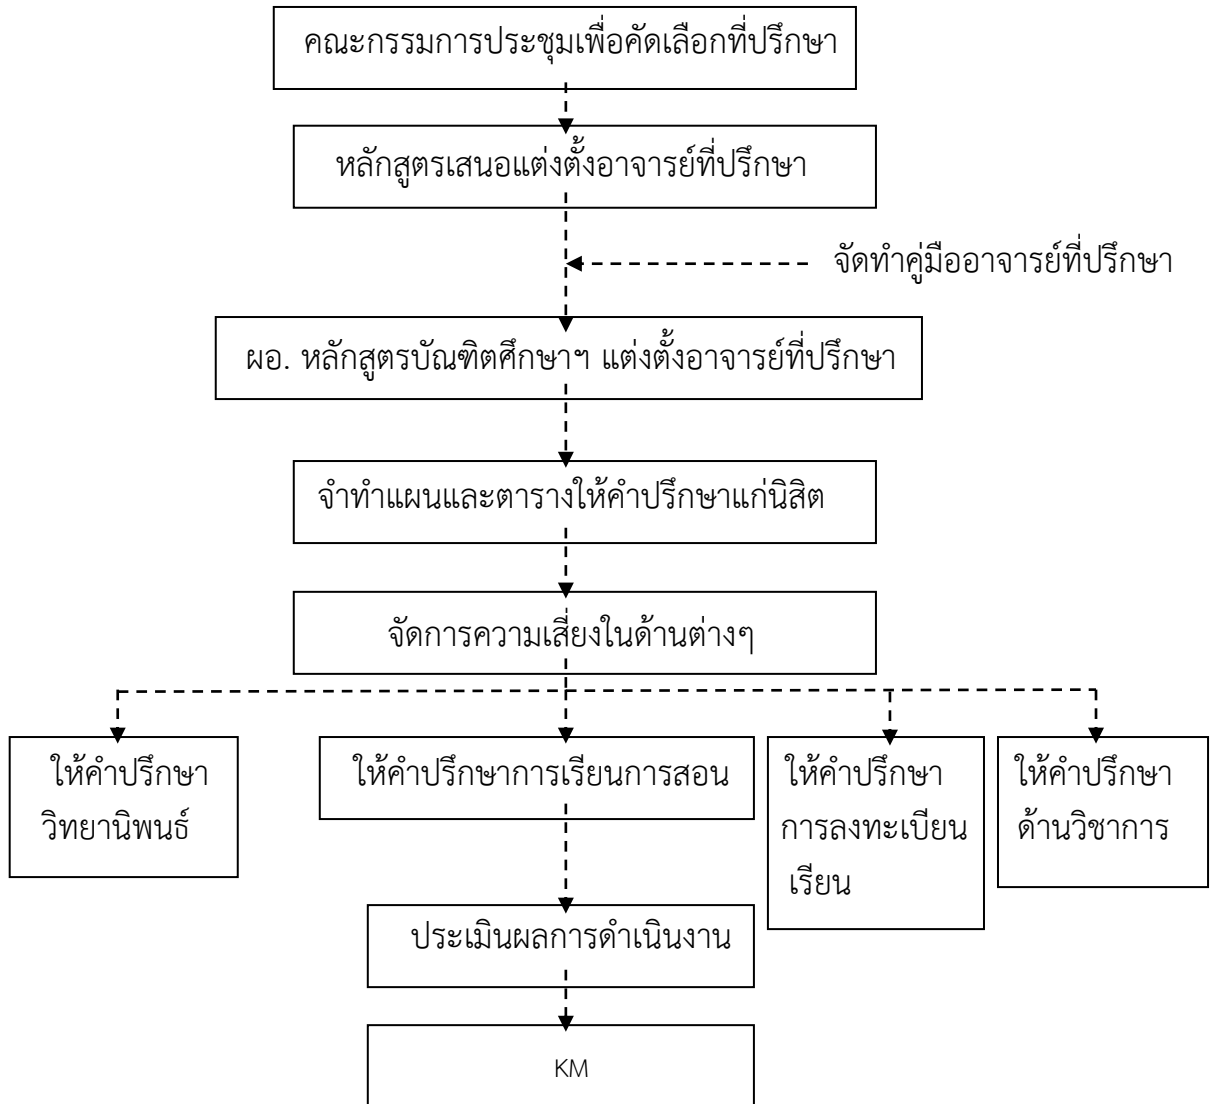 คณะกรรมการประชุมเพื่อคัดเลือกที่ปรึกษา
หลักสูตรเสนอแต่งตั้งอาจารย์ที่ปรึกษา
จัดทำคู่มืออาจารย์ที่ปรึกษา
ผอ. หลักสูตรบัณฑิตศึกษาฯ แต่งตั้งอาจารย์ที่ปรึกษา
จำทำแผนและตารางให้คำปรึกษาแก่นิสิต
จัดการความเสี่ยงในด้านต่างๆ
ให้คำปรึกษา
วิทยานิพนธ์
ให้คำปรึกษาการเรียนการสอน
ให้คำปรึกษา
การลงทะเบียน
เรียน
ให้คำปรึกษา
ด้านวิชาการ
ประเมินผลการดำเนินงาน
KM